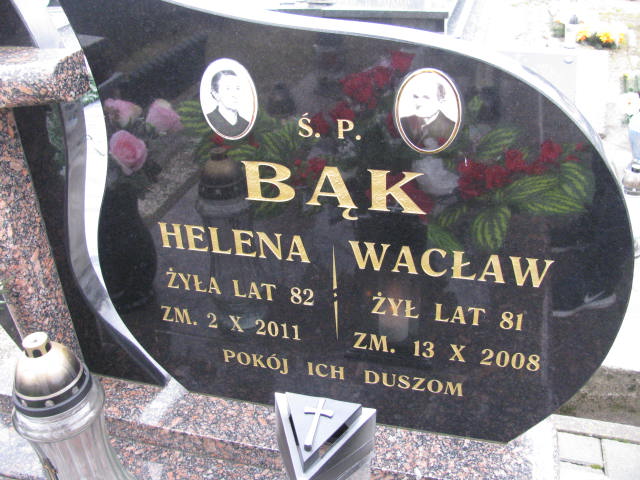 Ś. P.
BĄK
HELENA
ŻYŁA LAT 82
ZM. 2 X 2011
WACŁAW
ŻYŁ LAT 81
ZM. 13 X 2008
POKÓJ ICH DUSZOM